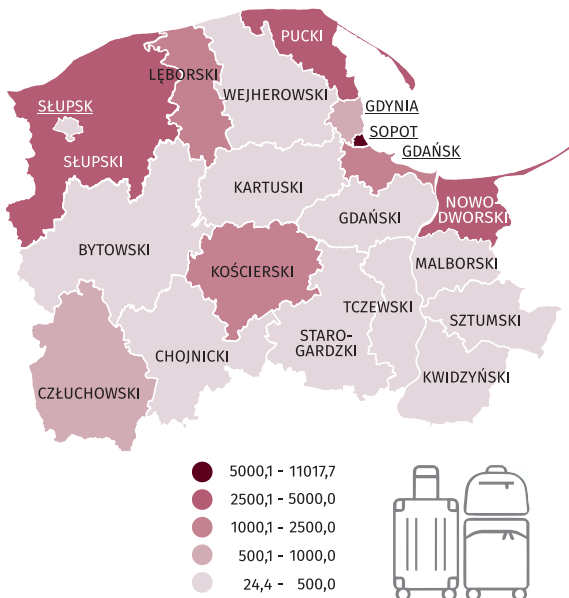 PUCKI
LĘBORSKI
WEJHEROWSKI
SŁUPSK
GDYNIA
SOPOT
GDAŃSK
SŁUPSKI
KARTUSKI
NOWO-
DWORSKI
GDAŃSKI
BYTOWSKI
MALBORSKI
KOŚCIERSKI
TCZEWSKI
SZTUMSKI
STARO-
GARDZKI
CHOJNICKI
KWIDZYŃSKI
CZŁUCHOWSKI
5000,1 - 11017,7
2500,1 - 5000,0
1000,1 - 2500,0
500,1 - 1000,0
24,4 - 500,0